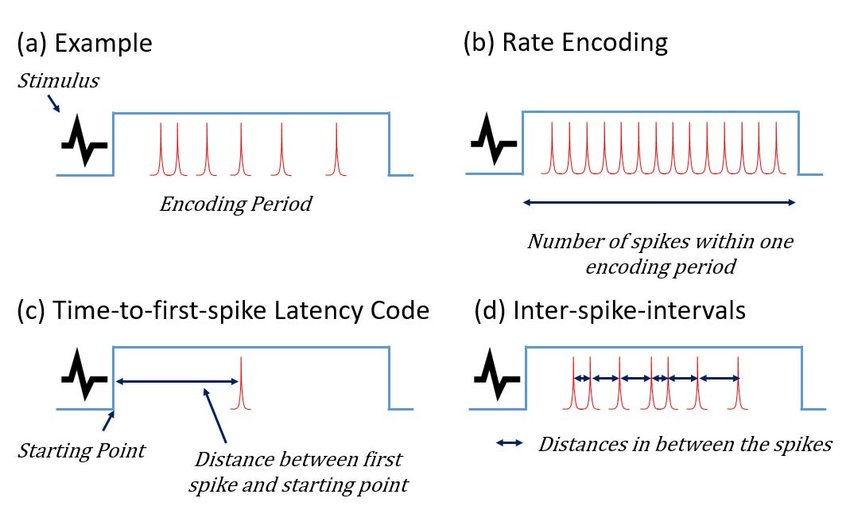 (a) Example
Stimulus
Encoding Period
(b) Rate Encoding
Number of spikes within one
encoding period
(c) Time-to-first-spike Latency Code
Starting Point
Distance between first
spike and starting point
(d) Inter-spike-intervals
Distances in between the spikes